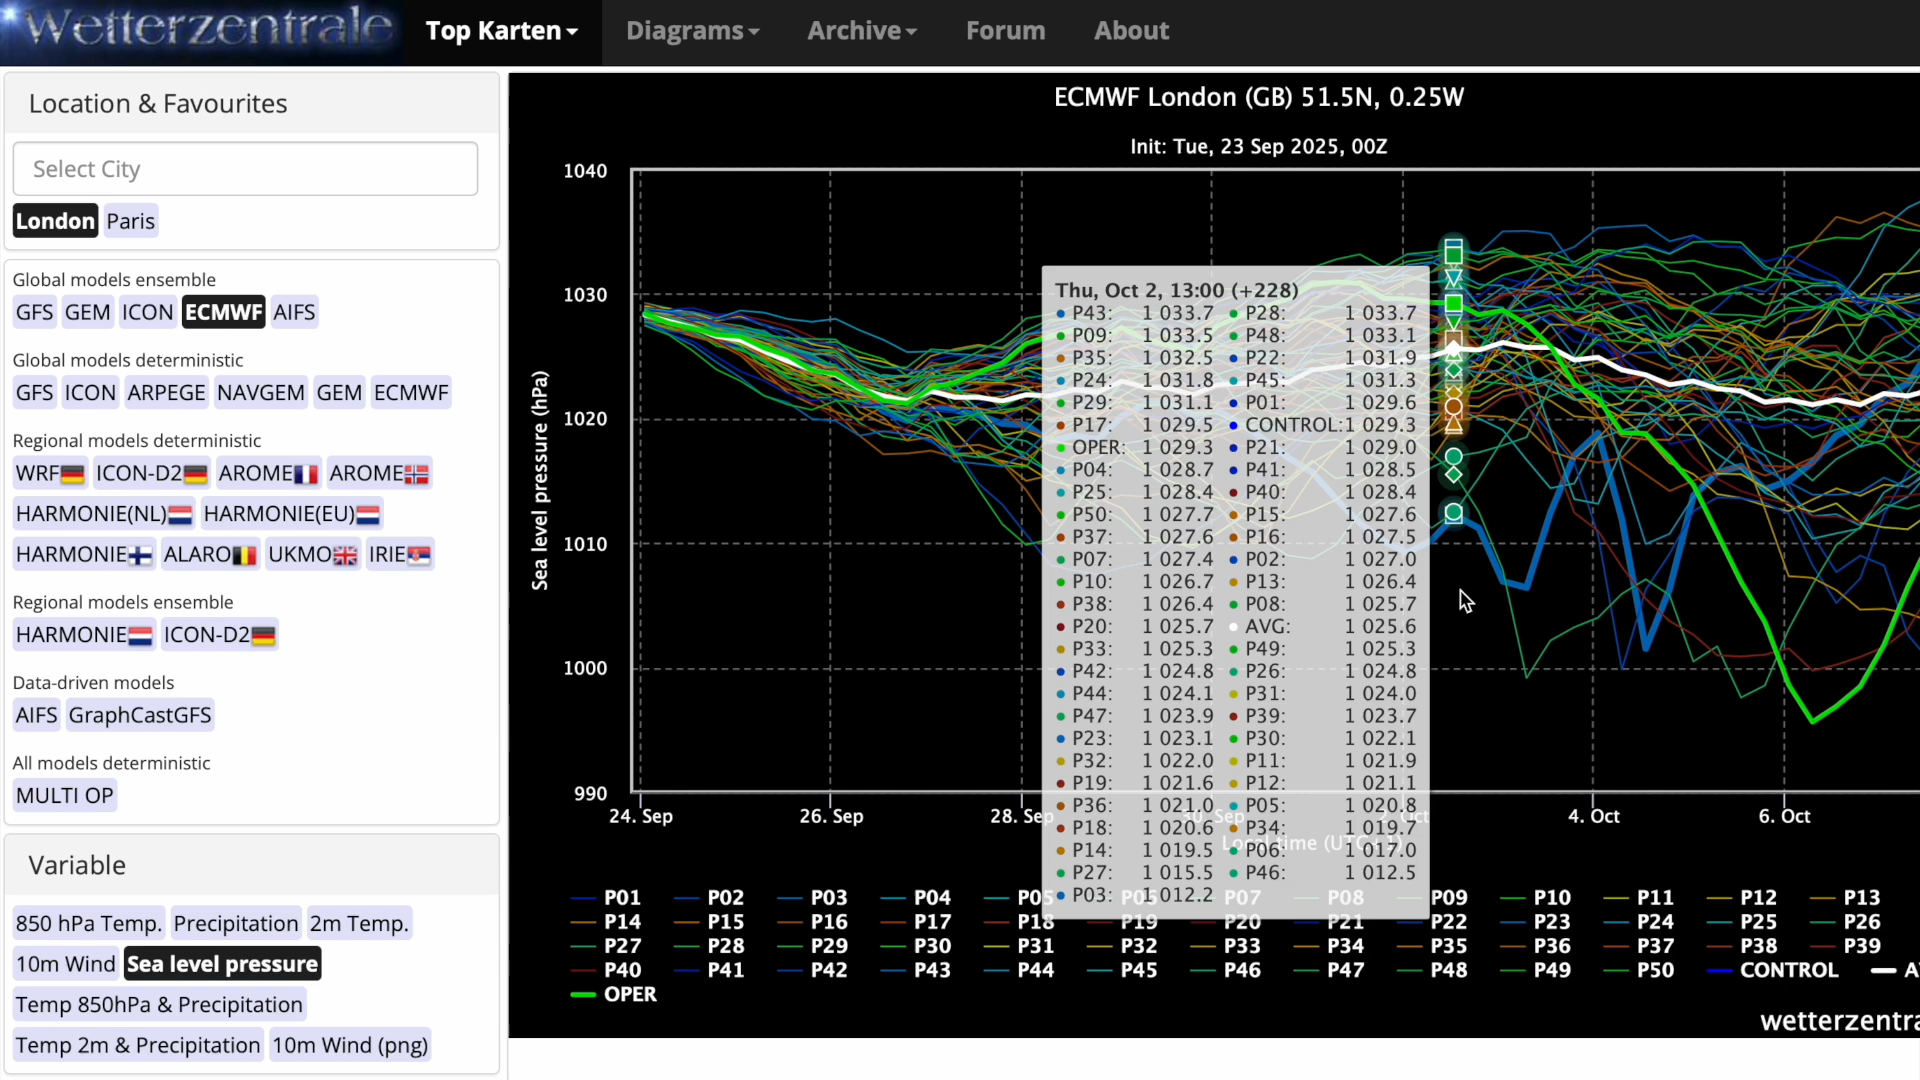 Wetterzentrale
Top Karten
Diagrams
Archive
Forum
About
Location & Favourites
Select City
London Paris
Global models ensemble
GFS GEM ICON ECMWF AIFS
Global models deterministic
GFS ICON ARPEGE NAVGEM GEM ECMWF
Regional models deterministic
WRF ICON-D2 AROME AROME
HARMONIE(NL) HARMONIE(EU)
HARMONIE ALARO UKMO IRIE
Regional models ensemble
HARMONIE ICON-D2
Data-driven models
AIFS GraphCastGFS
All models deterministic
MULTI OP
Variable
850 hPa Temp. Precipitation 2m Temp.
10m Wind Sea level pressure
Temp 850hPa & Precipitation
Temp 2m & Precipitation 10m Wind (png)
ECMWF London (GB) 51.5N, 0.25W
Init: Tue, 23 Sep 2025, 00Z
Sea level pressure (hPa)
1040
1030
1020
1010
1000
990
Thu, Oct 2, 13:00 (+228)
P43: 1 033.7 P28: 1 033.7
P09: 1 033.5 P48: 1 033.1
P35: 1 032.5 P22: 1 031.9
P24: 1 031.8 P45: 1 031.3
P29: 1 031.1 P01: 1 029.6
P17: 1 029.5 CONTROL: 1 029.3
OPER: 1 029.3 P21: 1 029.0
P04: 1 028.7 P41: 1 028.5
P25: 1 028.4 P40: 1 028.4
P50: 1 027.7 P15: 1 027.6
P37: 1 027.6 P16: 1 027.5
P07: 1 027.4 P02: 1 027.0
P10: 1 026.7 P13: 1 026.4
P38: 1 026.4 P08: 1 025.7
P20: 1 025.7 AVG: 1 025.6
P33: 1 025.3 P49: 1 025.3
P42: 1 024.8 P26: 1 024.8
P44: 1 024.1 P31: 1 024.0
P47: 1 023.9 P39: 1 023.7
P23: 1 023.1 P30: 1 022.1
P32: 1 022.0 P11: 1 021.9
P19: 1 021.6 P12: 1 021.1
P36: 1 021.0 P05: 1 020.8
P18: 1 020.6 P34: 1 019.7
P14: 1 019.5 P06: 1 017.0
P27: 1 015.5 P46: 1 012.5
P03: 1 012.2
24. Sep 26. Sep 28. Sep 30. Sep Oct 4. Oct 6. Oct
Local time (UTC+1)
P01 P02 P03 P04 P05 P06 P07 P08 P09 P10 P11 P12 P13
P14 P15 P16 P17 P18 P19 P20 P21 P22 P23 P24 P25 P26
P27 P28 P29 P30 P31 P32 P33 P34 P35 P36 P37 P38 P39
P40 P41 P42 P43 P44 P45 P46 P47 P48 P49 P50 CONTROL
OPER
wetterzentra